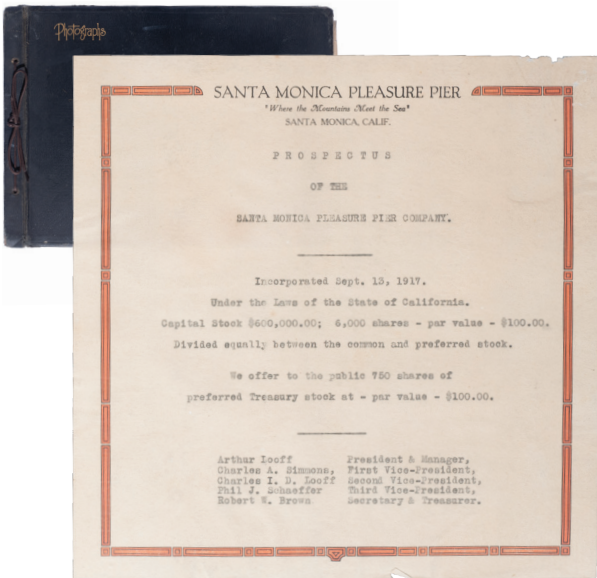 Photographs
SANTA MONICA PLEASURE PIER
"Where the Mountains Meet the Sea"
SANTA MONICA, CALIF.
PROSPECTUS
OF THE
SANTA MONICA PLEASURE PIER COMPANY.
Incorporated Sept. 13, 1917.
Under the Laws of the State of California.
Capital Stock $600,000.00; 6,000 shares - par value - $100.00.
Divided equally between the common and preferred stock.
We offer to the public 750 shares of
preferred Treasury stock at - par value - $100.00.
Arthur Looff President & Manager,
Charles A. Simmons, First Vice-President,
Charles I. D. Looff Second Vice-President,
Phil J. Schaeffer Third Vice-President,
Robert W. Brown Secretary & Treasurer.